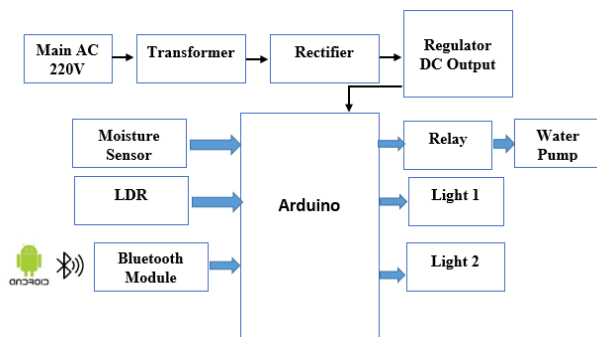 Main AC
220V
Transformer
Rectifier
Regulator
DC Output
Moisture
Sensor
LDR
Bluetooth
Module
ANDROID
Arduino
Relay
Water
Pump
Light 1
Light 2